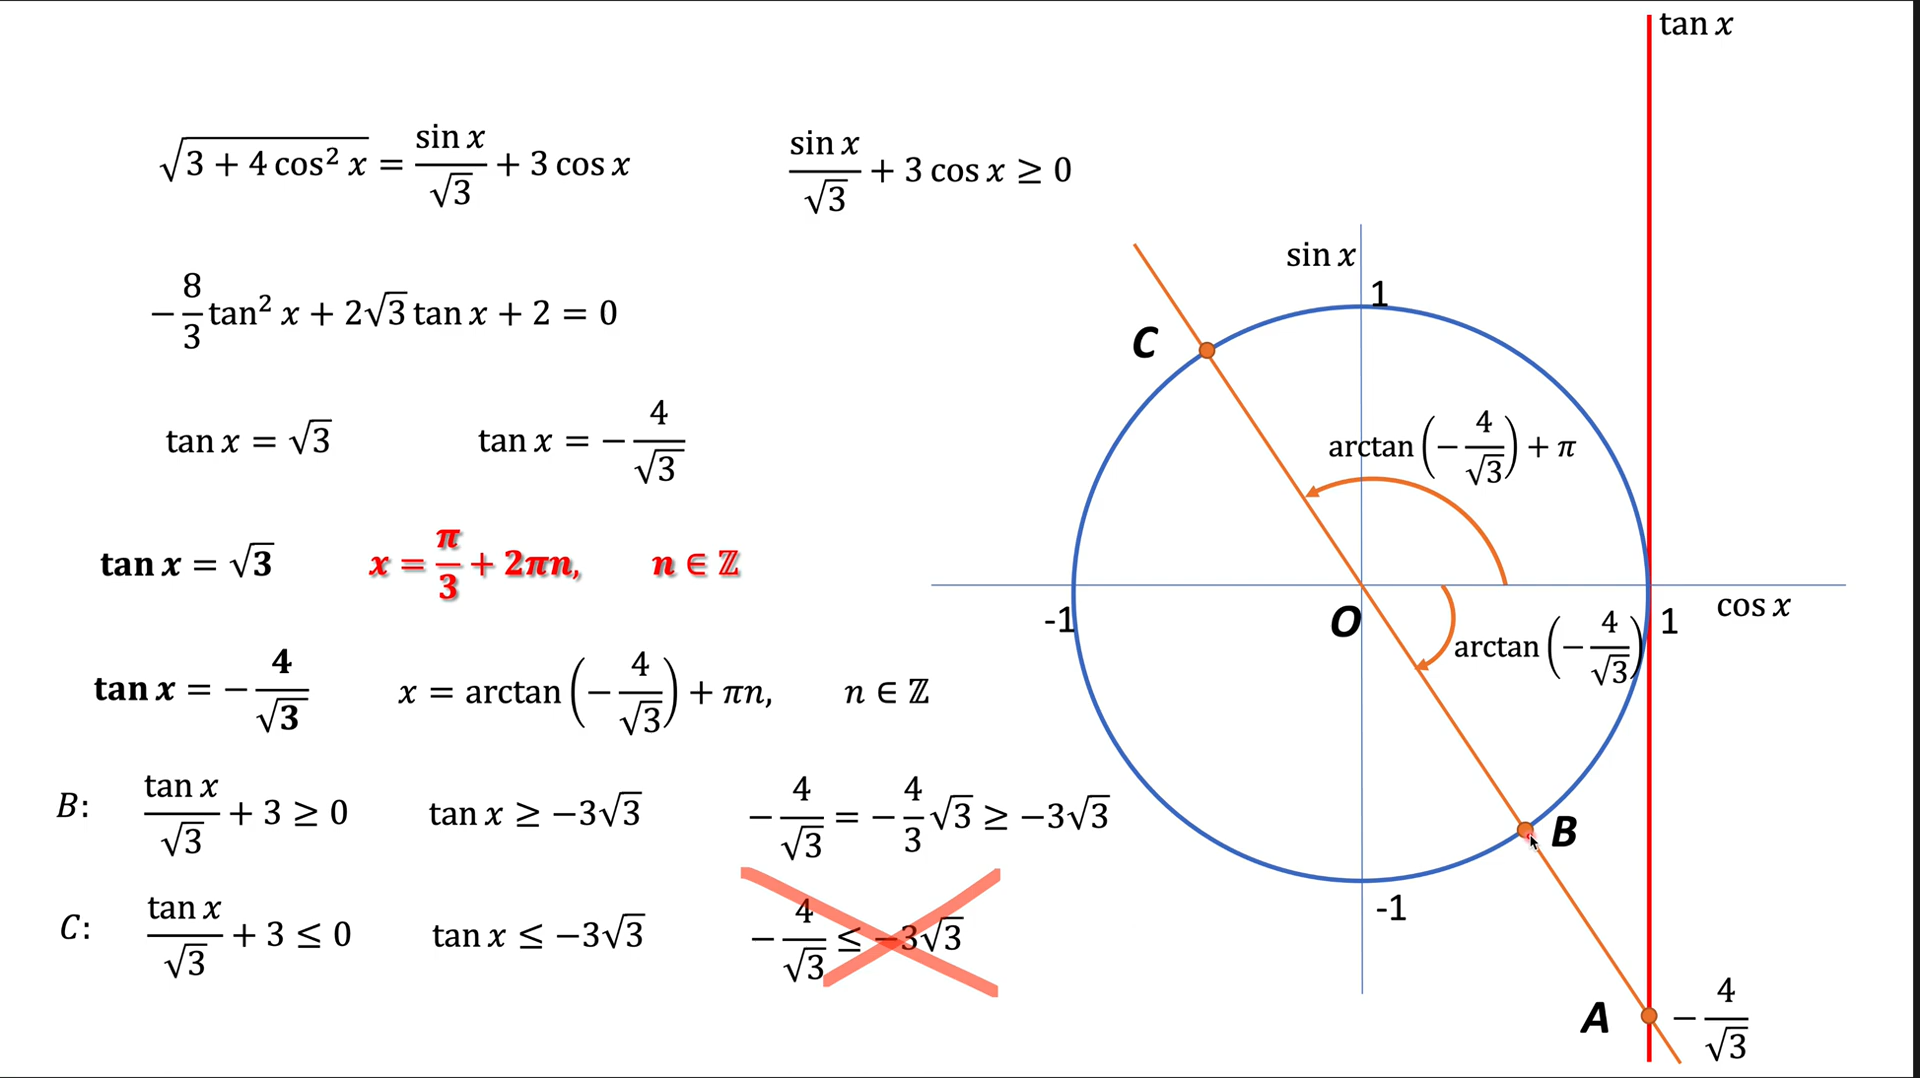 tan x
√(3 + 4 cos² x) = sin x/√3 + 3 cos x
sin x/√3 + 3 cos x ≥ 0
−8/3 tan² x + 2√3 tan x + 2 = 0
tan x = √3
tan x = −4/√3
tan x = √3
x = π/3 + 2πn, n ∈ ℤ
tan x = −4/√3
x = arctan(−4/√3) + πn, n ∈ ℤ
B: tan x/√3 + 3 ≥ 0
tan x ≥ −3√3
−4/√3 = −4/3 √3 ≥ −3√3
C: tan x/√3 + 3 ≤ 0
tan x ≤ −3√3
−4/√3 ≤ −3√3
sin x
1
C
arctan(−4/√3) + π
-1
O
arctan(−4/√3)
1
cos x
B
-1
A
−4/√3